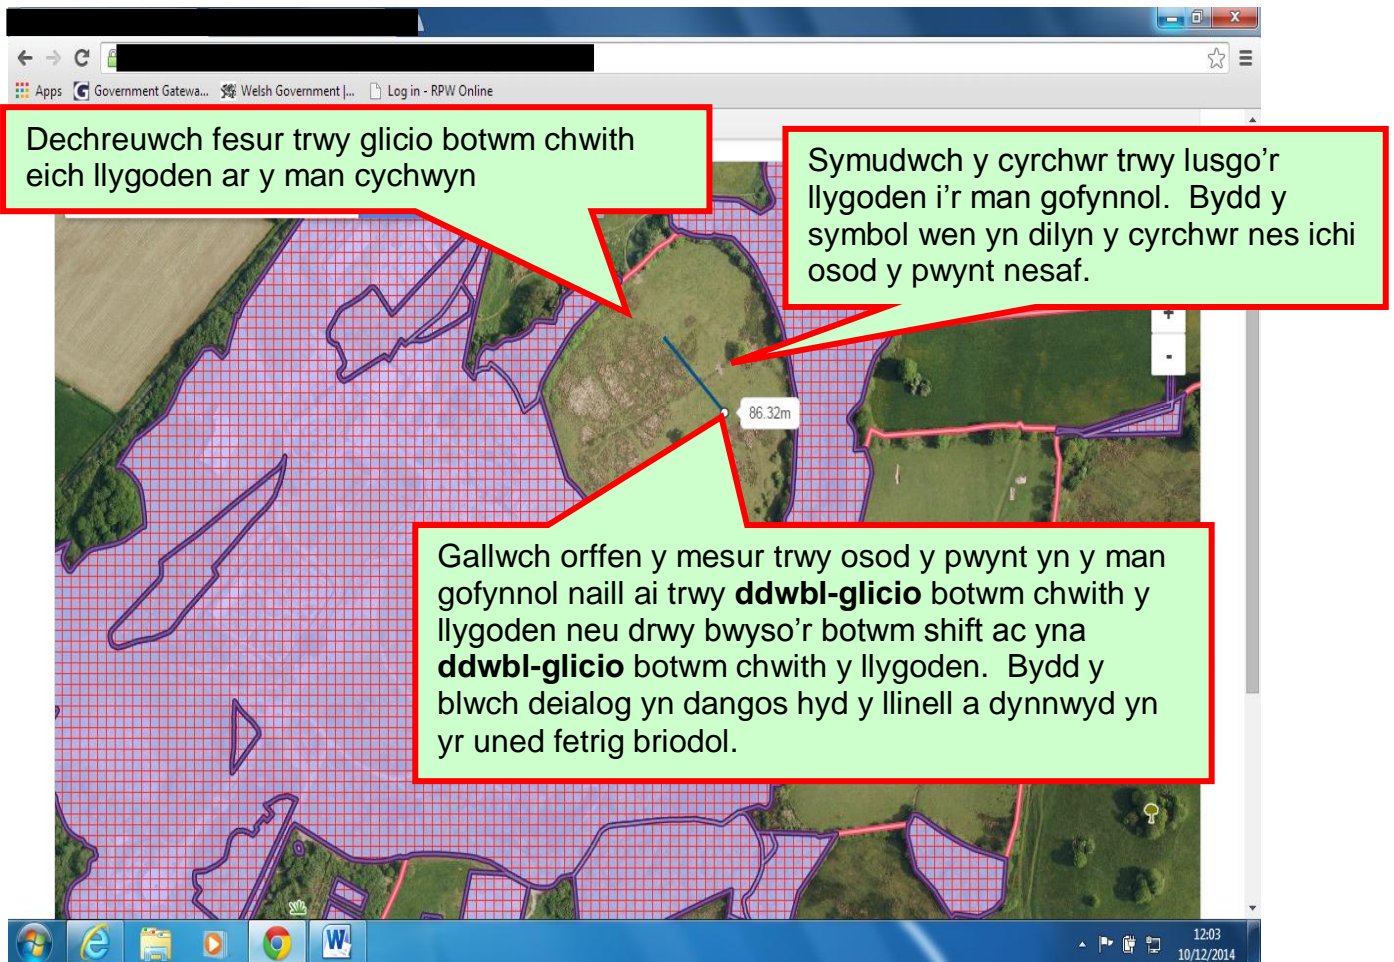 Apps Government Gatewa... Welsh Government |... Log in - RPW Online
Dechreuwch fesur trwy glicio botwm chwith
eich llygoden ar y man cychwyn
Symudwch y cyrchwr trwy lusgo’r
llygoden i’r man gofynnol. Bydd y
symbol wen yn dilyn y cyrchwr nes ichi
osod y pwynt nesaf.
+
-
86.32m
Gallwch orffen y mesur trwy osod y pwynt yn y man
gofynnol naill ai trwy ddwbl-glicio botwm chwith y
llygoden neu drwy bwyso’r botwm shift ac yna
ddwbl-glicio botwm chwith y llygoden. Bydd y
blwch deialog yn dangos hyd y llinell a dynnwyd yn
yr uned fetrig briodol.
12:03
10/12/2014